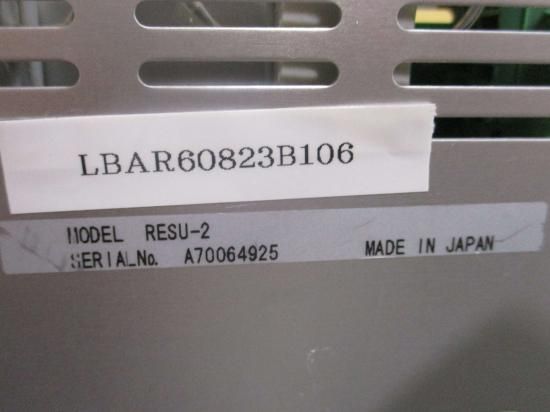 LBAR60823B106
MODEL RESU-2
SERIAL No. A70064925 MADE IN JAPAN